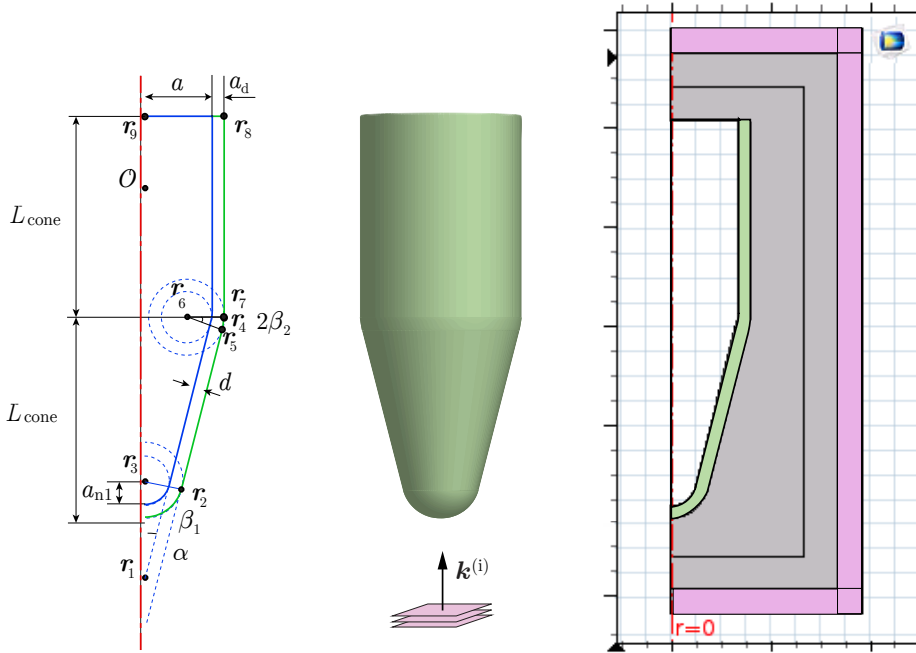 a
a_d
r_9
r_8
O
L_cone
r_6
r_7
r_4
2β_2
r_5
d
L_cone
r_3
a_n1
r_2
β_1
α
r_1
k^(i)
r=0